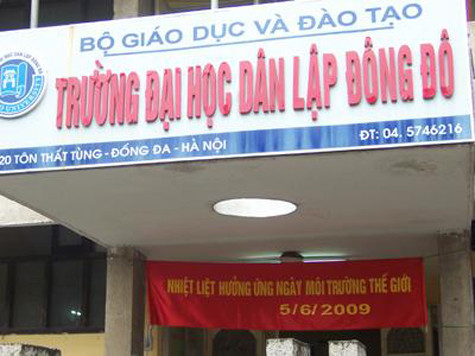 BỘ GIÁO DỤC VÀ ĐÀO TẠO
TRƯỜNG ĐẠI HỌC DÂN LẬP ĐÔNG ĐÔ
ĐT: 04. 5746216
20 TÔN THẤT TÙNG - ĐỐNG ĐA - HÀ NỘI
NHIỆT LIỆT HƯỞNG ỨNG NGÀY MÔI TRƯỜNG THẾ GIỚI
5/6/2009